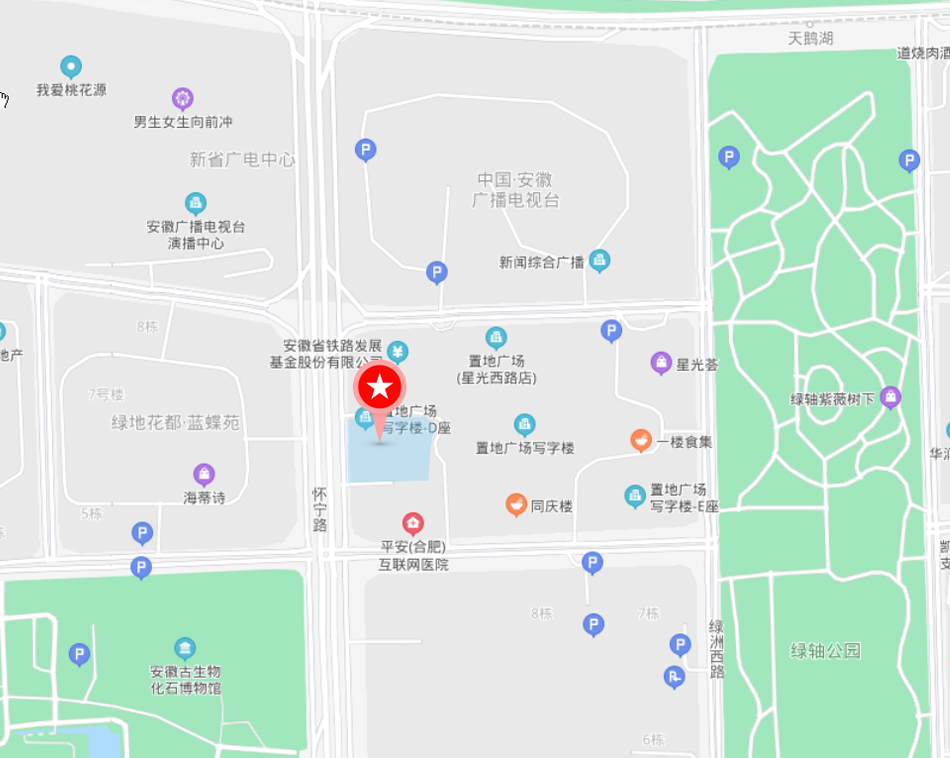 天鹅湖
道烧肉酒
我爱桃花源
男生女生向前冲
新省广电中心
中国·安徽
广播电视台
安徽广播电视台
演播中心
新闻综合广播
P
P
P
P
8栋
安徽省铁路发展
基金股份有限公司
¥
置地广场
(星光西路店)
P
星光荟
地产
7号楼
绿地花都·蓝蝶苑
置地广场
写字楼-D座
绿轴紫薇树下
置地广场写字楼
一楼食集
华润
海蒂诗
5栋
怀宁路
同庆楼
置地广场
写字楼-E座
P
P
平安(合肥)
互联网医院
P
8栋
7栋
P
P
P
P
绿洲西路
绿轴公园
安徽古生物
化石博物馆
6栋